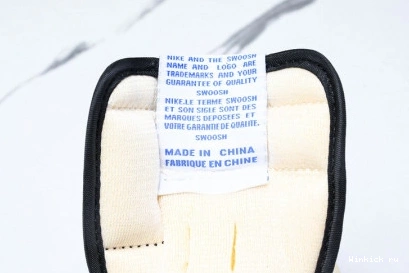 NIKE AND THE SWOOSH
NAME AND LOGO ARE
TRADEMARKS AND YOUR
GUARANTEE OF QUALITY
SWOOSH
NIKE.LE TERME SWOOSH
ET SON SIGLE SONT DES
MARQUES DEPOSEES ET
VOTRE GARANTIE DE QUALITE.
SWOOSH
MADE IN CHINA
FABRIQUE EN CHINE